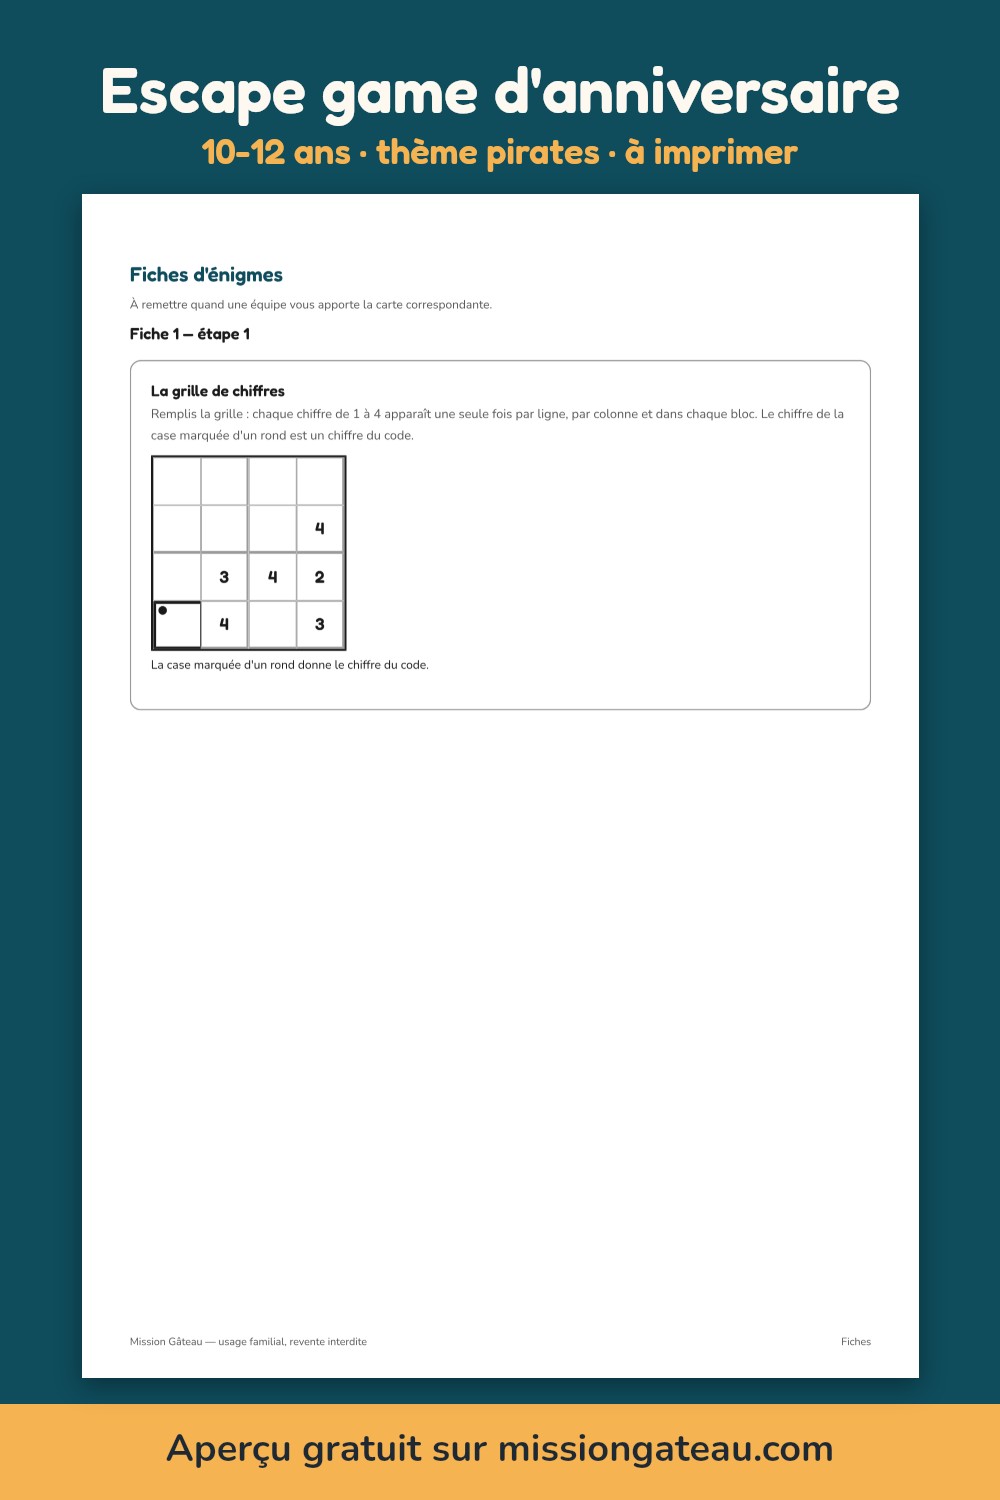 Escape game d'anniversaire
10-12 ans · thème pirates · à imprimer
Fiches d'énigmes
À remettre quand une équipe vous apporte la carte correspondante.
Fiche 1 – étape 1
La grille de chiffres
Remplis la grille : chaque chiffre de 1 à 4 apparaît une seule fois par ligne, par colonne et dans chaque bloc. Le chiffre de la
case marquée d'un rond est un chiffre du code.
4
3 4 2
4 3
La case marquée d'un rond donne le chiffre du code.
Mission Gâteau — usage familial, revente interdite
Fiches
Aperçu gratuit sur missiongateau.com